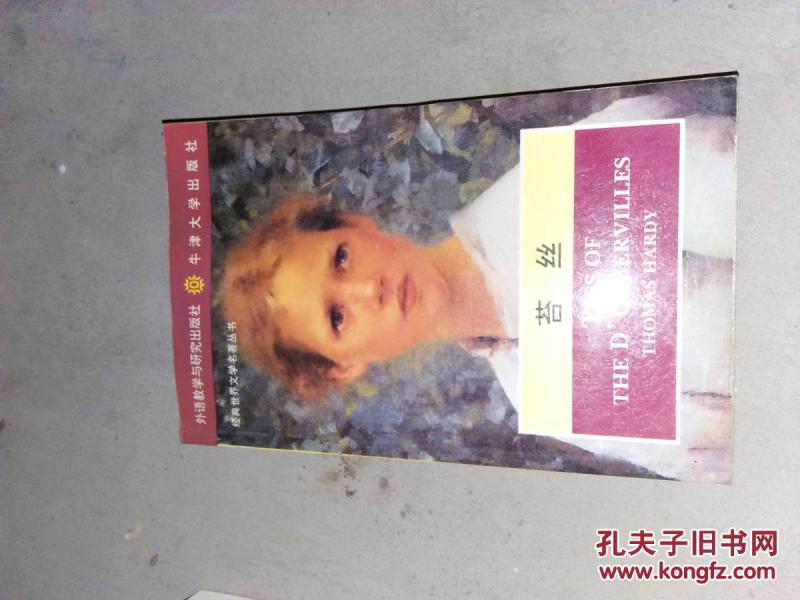 外语教学与研究出版社 牛津大学出版社
经典世界文学名著丛书
苔丝
OF
THE D
THOMAS HARDY
孔夫子旧书网
www.kongfz.com